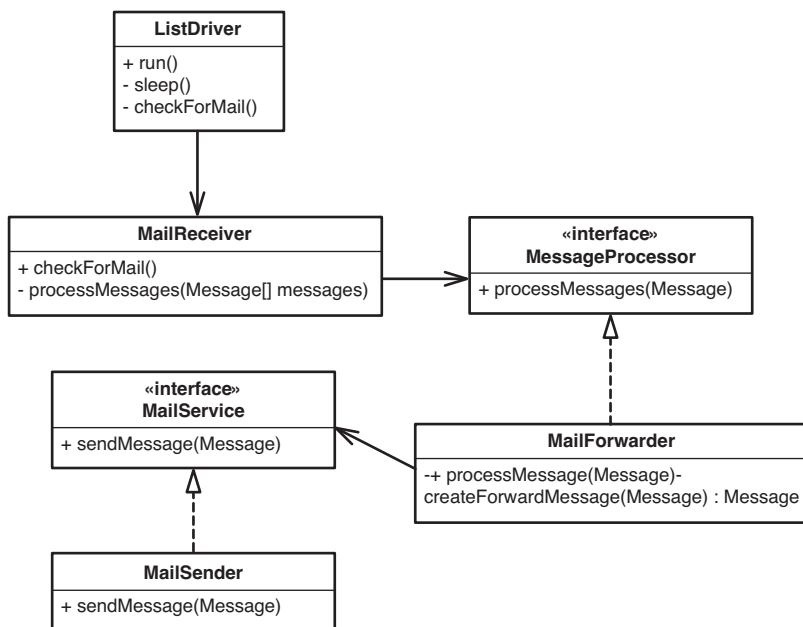 ListDriver
+ run()
- sleep()
- checkForMail()
MailReceiver
+ checkForMail()
- processMessages(Message[] messages)
«interface»
MessageProcessor
+ processMessages(Message)
«interface»
MailService
+ sendMessage(Message)
MailForwarder
-+ processMessage(Message)-
createForwardMessage(Message) : Message
MailSender
+ sendMessage(Message)